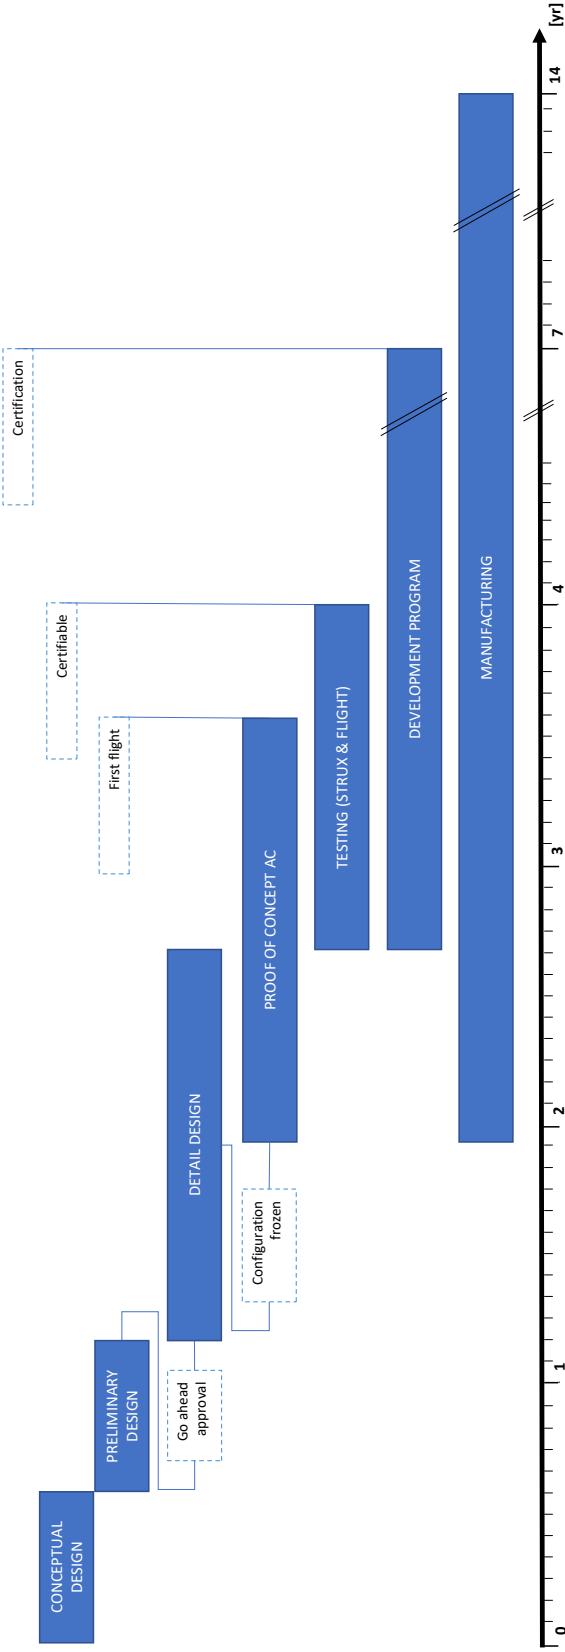 CONCEPTUAL
DESIGN
PRELIMINARY
DESIGN
Go ahead
approval
DETAIL DESIGN
Configuration
frozen
PROOF OF CONCEPT AC
First flight
TESTING (STRUX & FLIGHT)
Certifiable
DEVELOPMENT PROGRAM
Certification
MANUFACTURING
0
1
2
3
4
7
14
[yr]